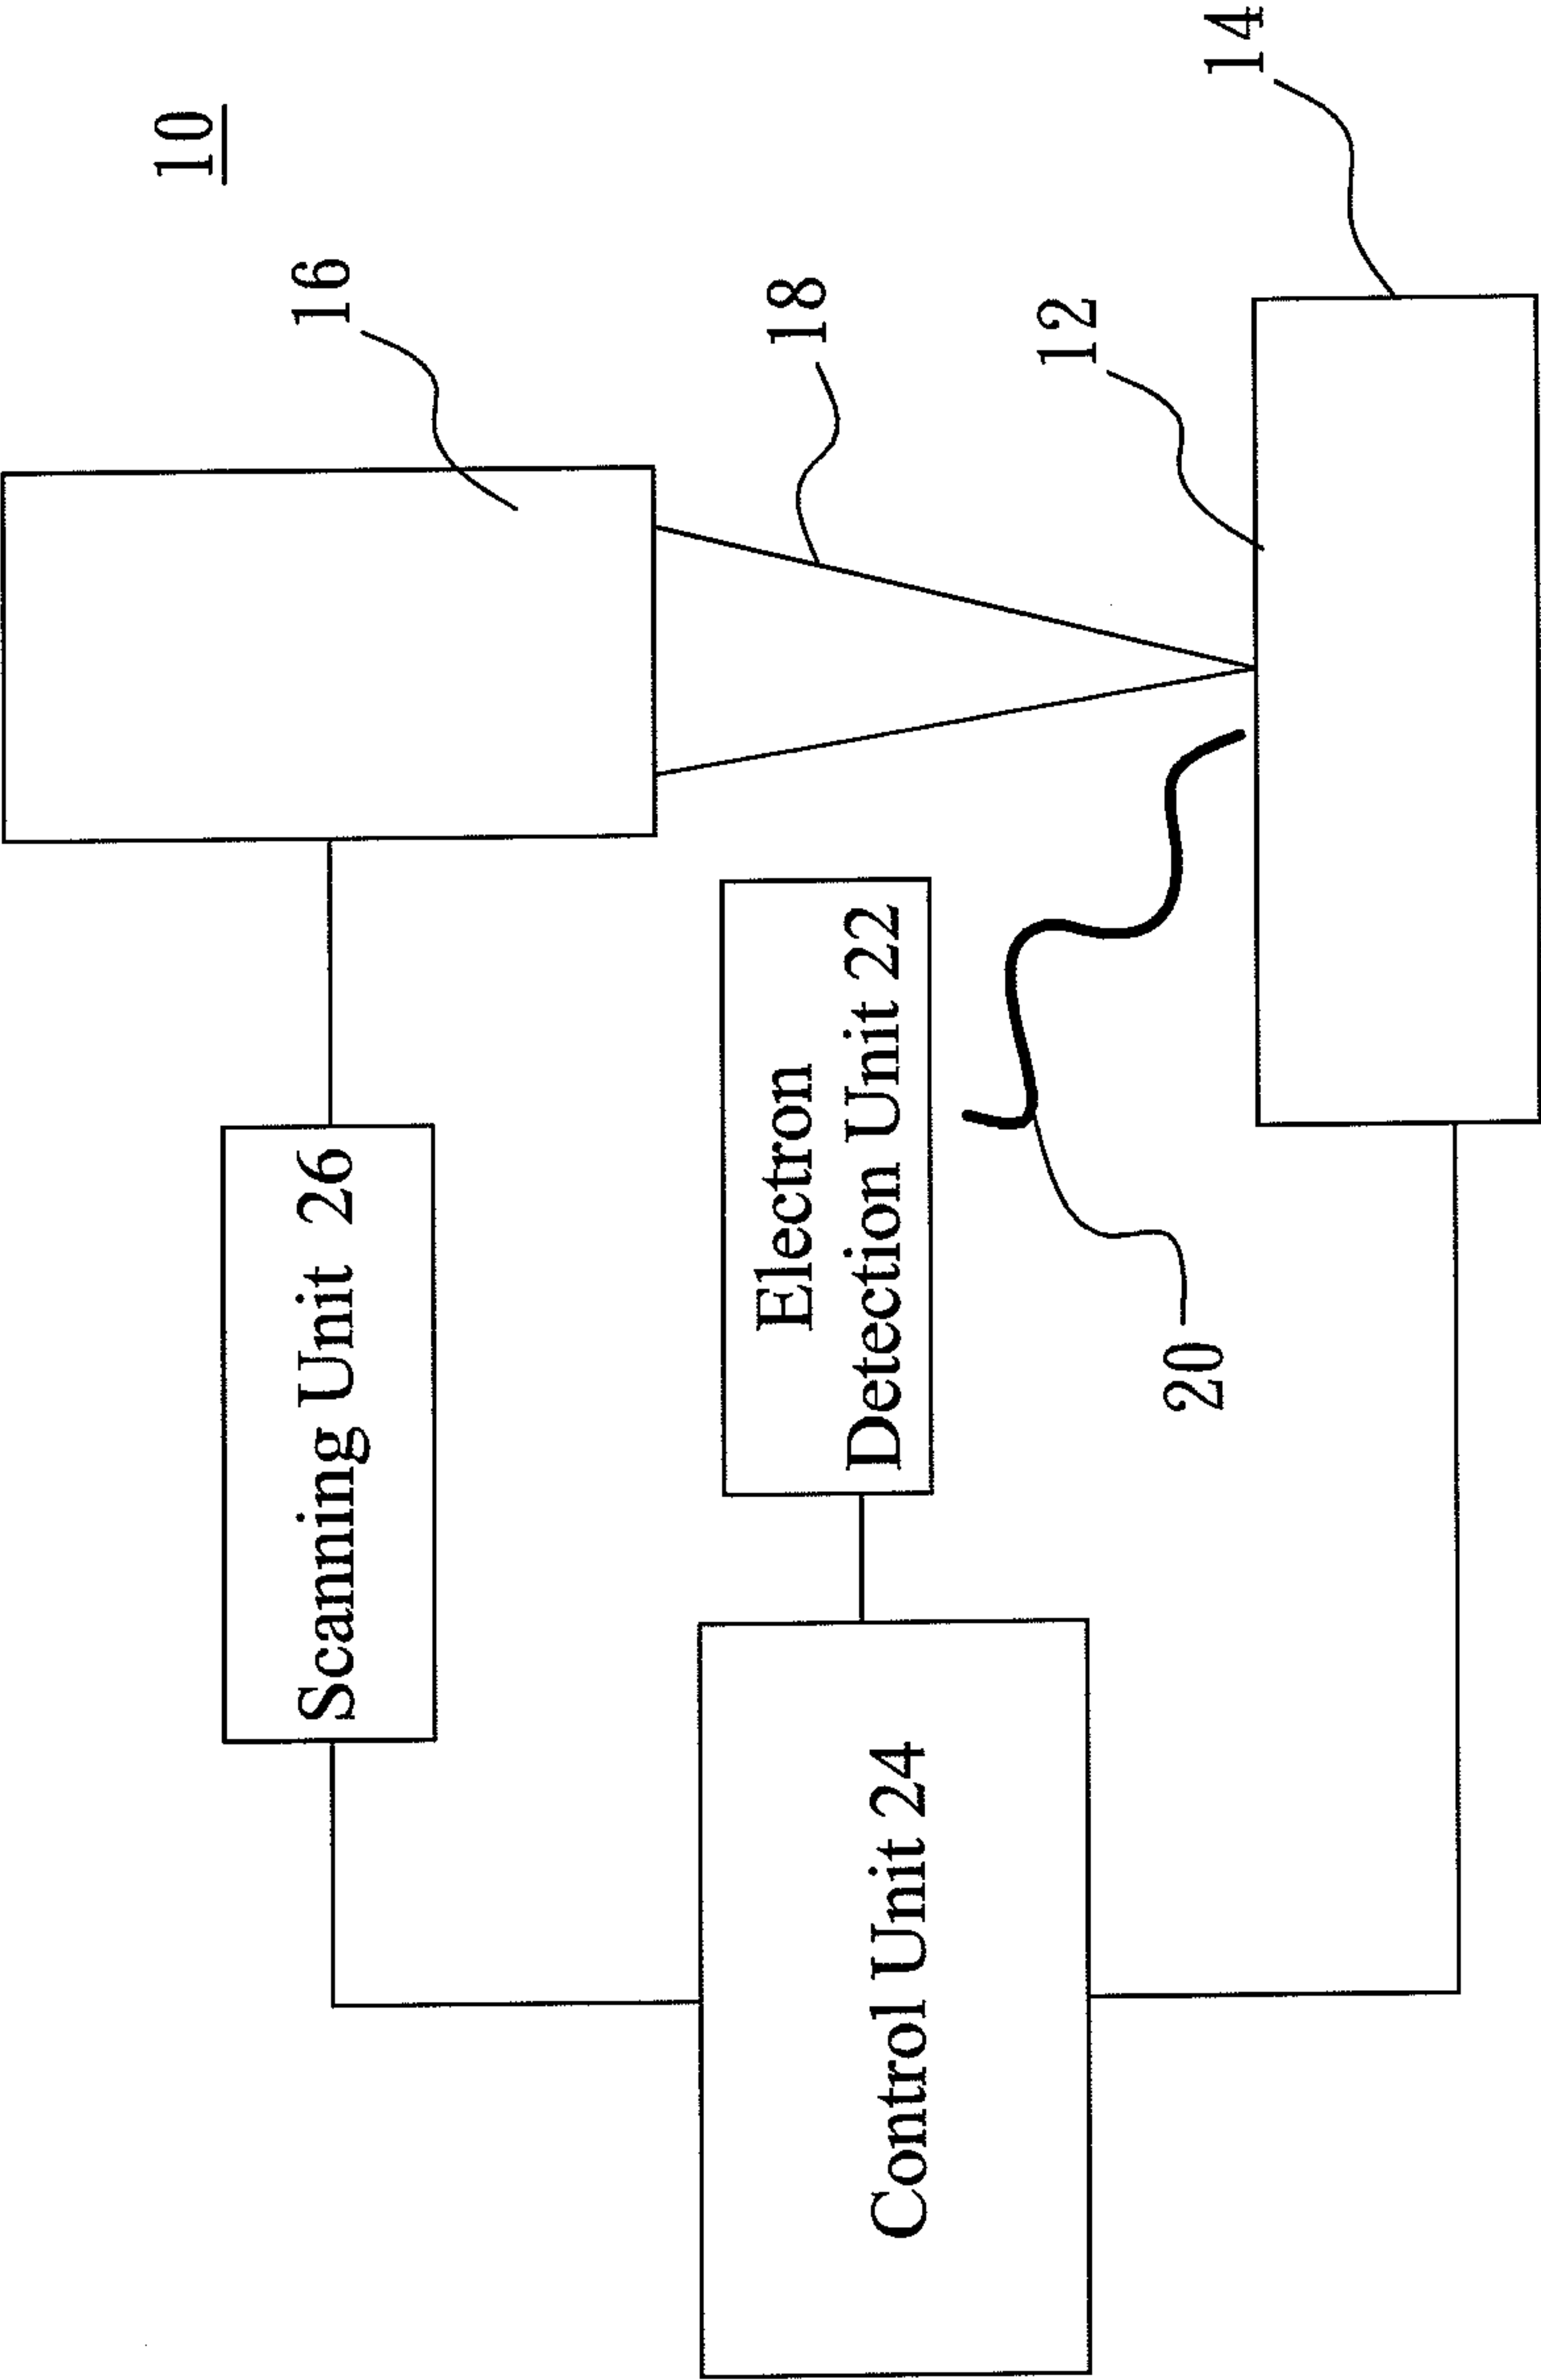 10
16
Scanning Unit 26
18
Electron
Detection Unit 22
Control Unit 24
12
20
14